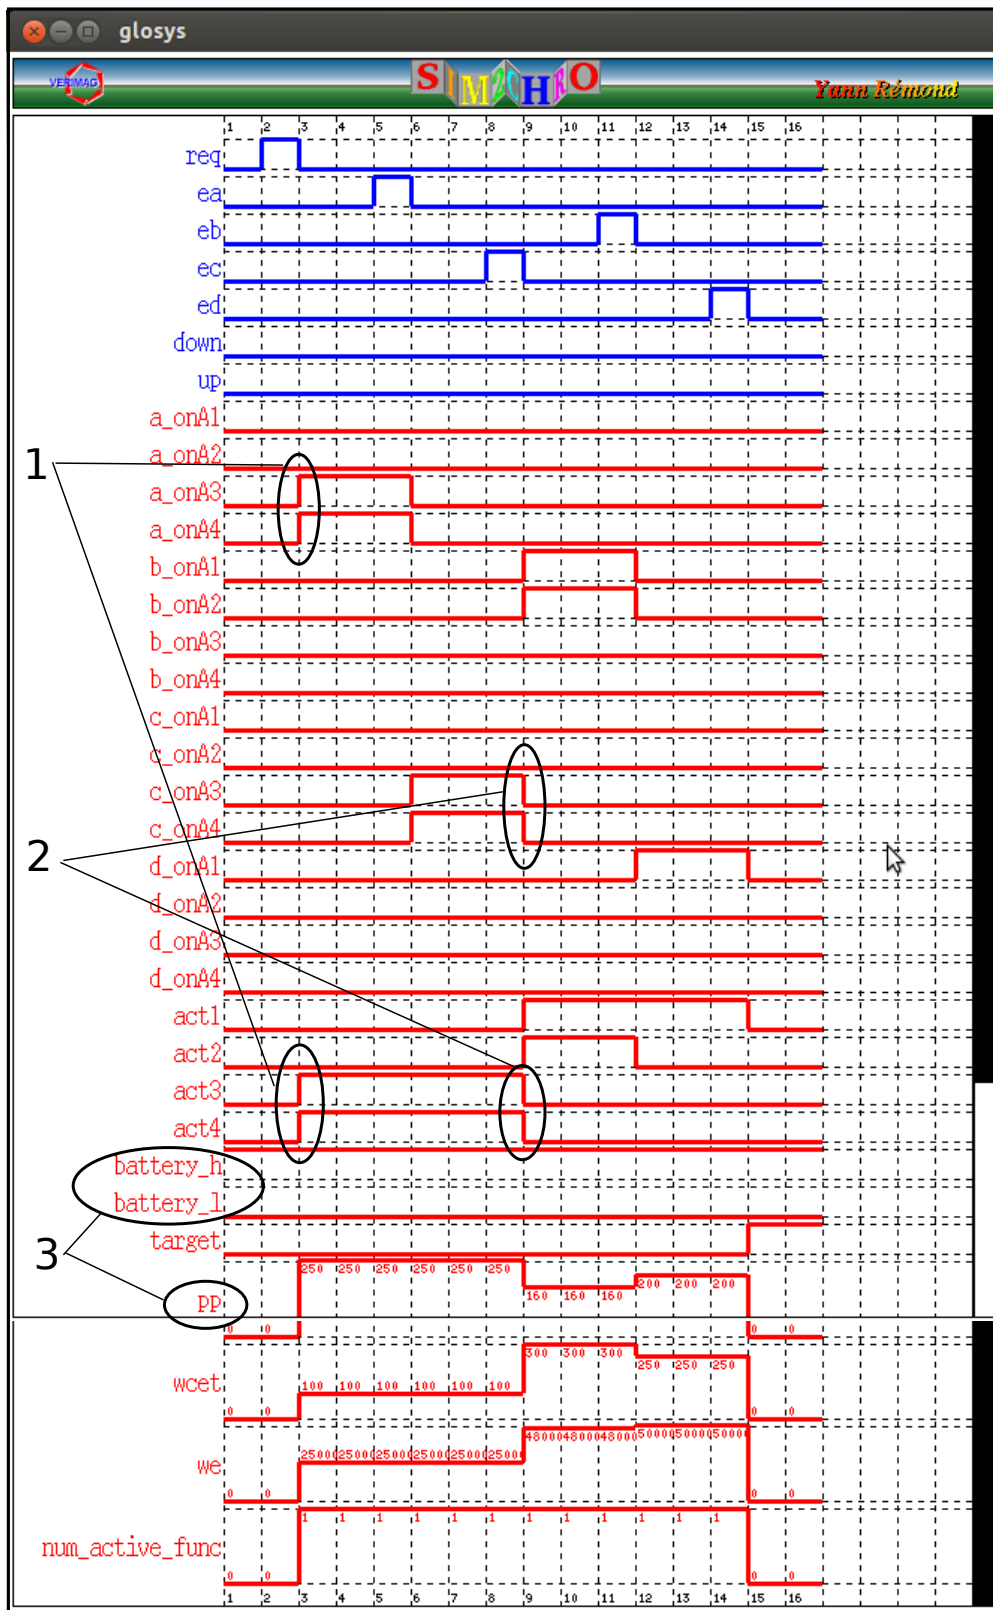 glosys
VERIMAG SIM2CHRO Yann Rémond
1 2 3 4 5 6 7 8 9 10 11 12 13 14 15 16
req
ea
eb
ec
ed
down
up
a_onA1
1 a_onA2
a_onA3
a_onA4
b_onA1
b_onA2
b_onA3
b_onA4
c_onA1
c_onA2
c_onA3
c_onA4
2 d_onA1
d_onA2
d_onA3
d_onA4
act1
act2
act3
act4
battery_h
battery_l
3 target
250 250 250 250 250 250 200 200 200
160 160 160
pp
0 0 0 0
300 300 300 250 250 250
wcet 100 100 100 100 100 100
0 0 0 0
48000 48000 48000 50000 50000 50000
we 25000 25000 25000 25000 25000 25000
0 0 0 0
1 1 1 1 1 1 1 1 1 1 1 1
num_active_func
0 0 0 0
1 2 3 4 5 6 7 8 9 10 11 12 13 14 15 16